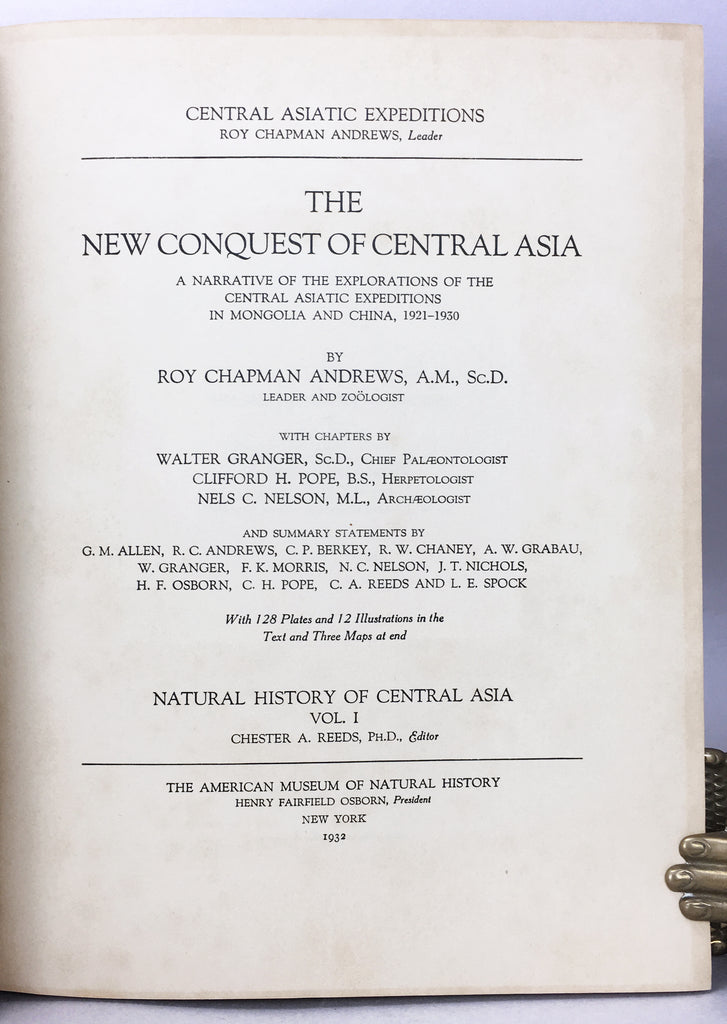 CENTRAL ASIATIC EXPEDITIONS
ROY CHAPMAN ANDREWS, Leader
THE
NEW CONQUEST OF CENTRAL ASIA
A NARRATIVE OF THE EXPLORATIONS OF THE
CENTRAL ASIATIC EXPEDITIONS
IN MONGOLIA AND CHINA, 1921–1930
BY
ROY CHAPMAN ANDREWS, A.M., Sc.D.
LEADER AND ZOÖLOGIST
WITH CHAPTERS BY
WALTER GRANGER, Sc.D., Chief Palæontologist
CLIFFORD H. POPE, B.S., Herpetologist
NELS C. NELSON, M.L., Archæologist
AND SUMMARY STATEMENTS BY
G. M. ALLEN, R. C. ANDREWS, C. P. BERKEY, R. W. CHANEY, A. W. GRABAU,
W. GRANGER, F. K. MORRIS, N. C. NELSON, J. T. NICHOLS,
H. F. OSBORN, C. H. POPE, C. A. REEDS AND L. E. SPOCK
With 128 Plates and 12 Illustrations in the
Text and Three Maps at end
NATURAL HISTORY OF CENTRAL ASIA
VOL. I
CHESTER A. REEDS, Ph.D., Editor
THE AMERICAN MUSEUM OF NATURAL HISTORY
HENRY FAIRFIELD OSBORN, President
NEW YORK
1932